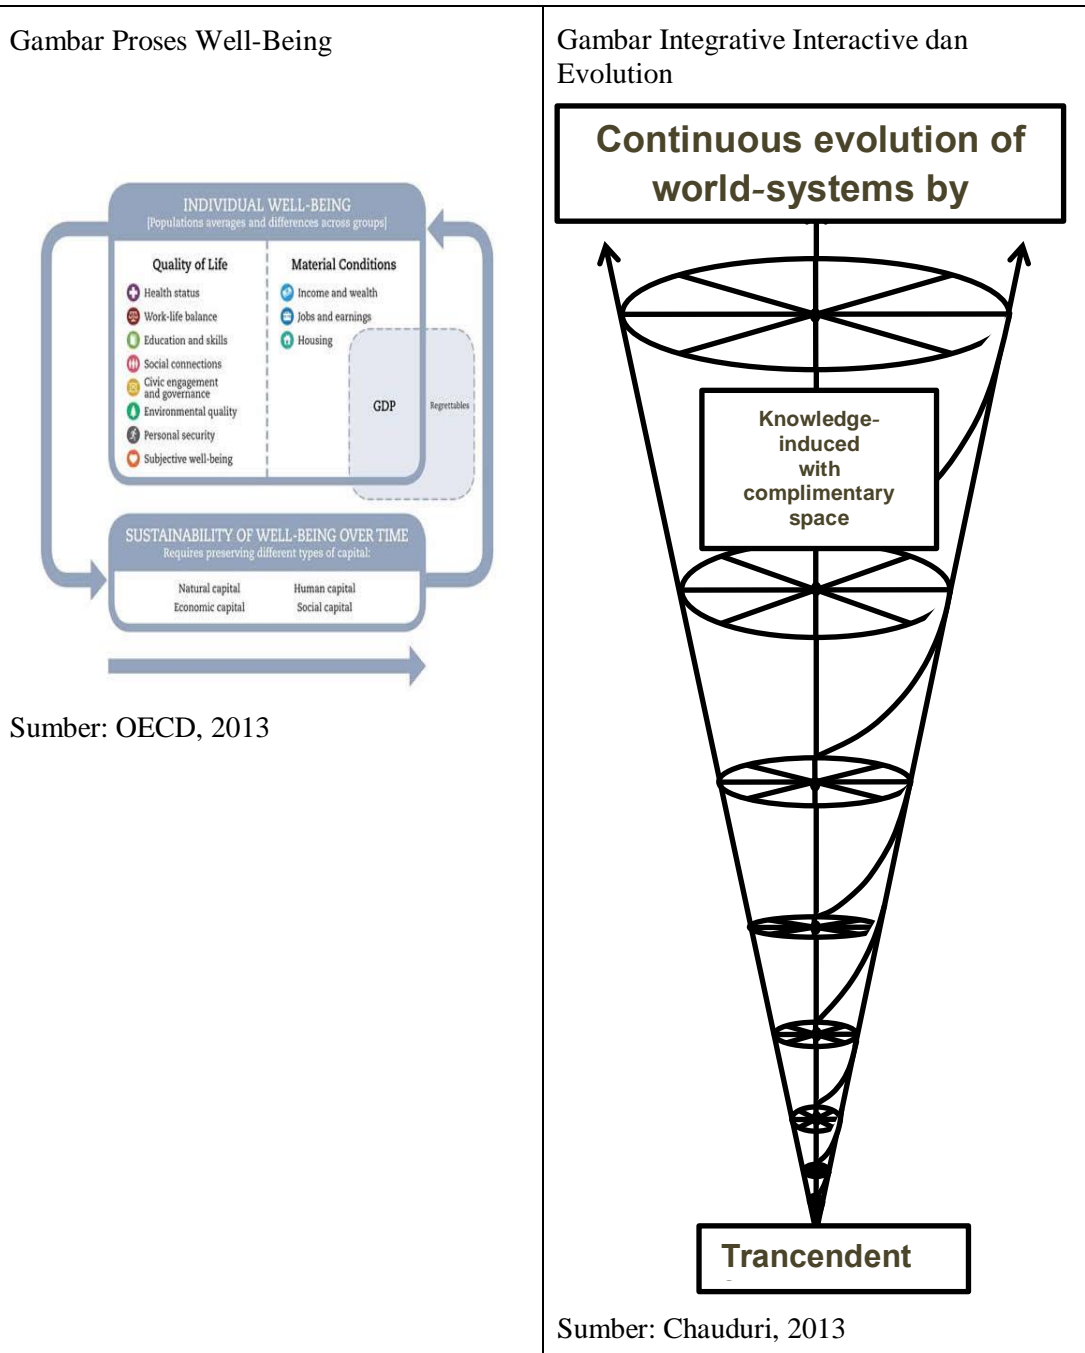 Gambar Proses Well-Being
INDIVIDUAL WELL-BEING
[Populations averages and differences across groups]
Quality of Life
Health status
Work-life balance
Education and skills
Social connections
Civic engagement
and governance
Environmental quality
Personal security
Subjective well-being
Material Conditions
Income and wealth
Jobs and earnings
Housing
GDP
Regrettables
SUSTAINABILITY OF WELL-BEING OVER TIME
Requires preserving different types of capital:
Natural capital
Human capital
Economic capital
Social capital
Sumber: OECD, 2013
Gambar Integrative Interactive dan
Evolution
Continuous evolution of
world-systems by
Knowledge-
induced
with
complimentary
space
Trancendent
Sumber: Chauduri, 2013